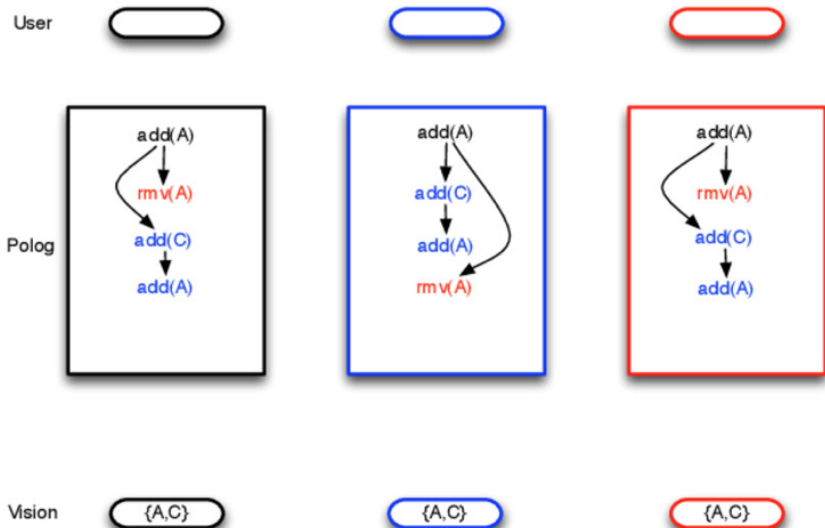 User
add(A) add(A) add(A)
rmv(A) add(C) rmv(A)
Polog add(C) add(A) add(C)
add(A) rmv(A) add(A)
Vision {A,C} {A,C} {A,C}